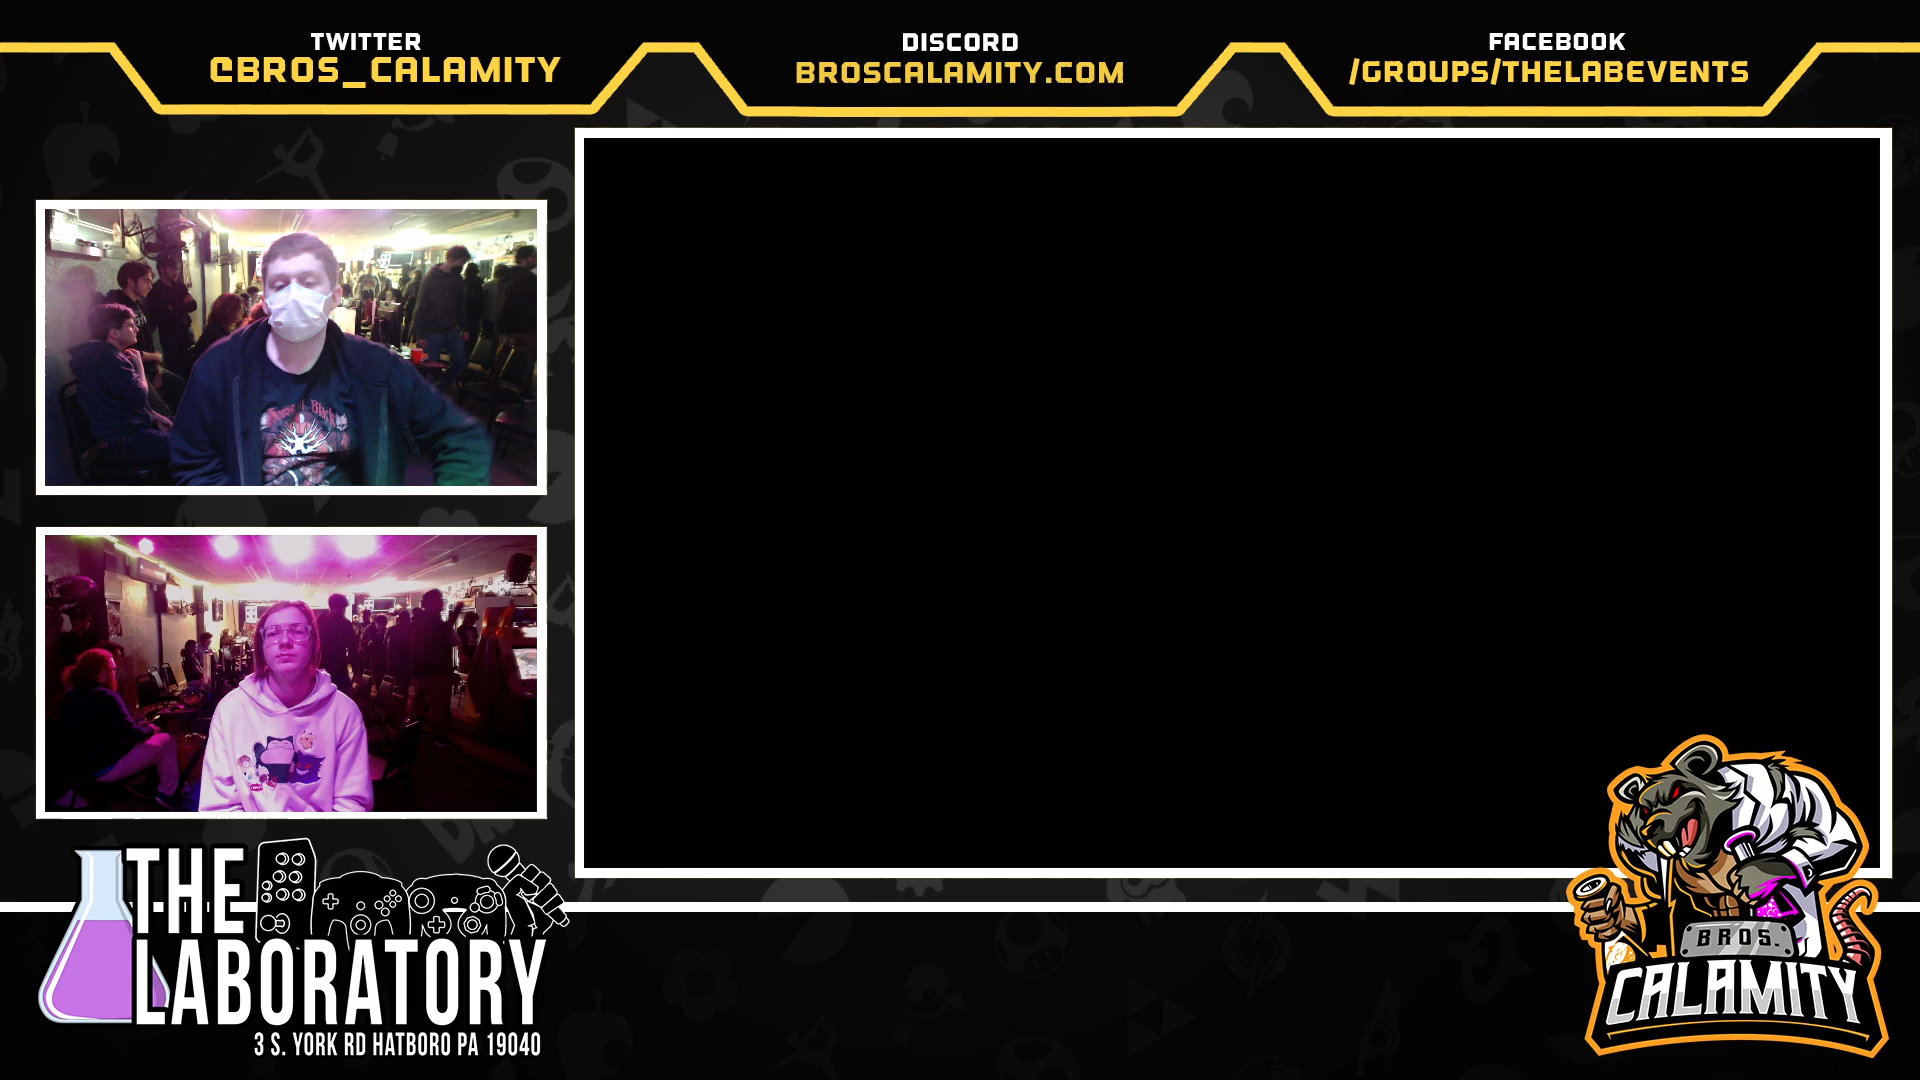 TWITTER
@BROS_CALAMITY
DISCORD
BROSCALAMITY.COM
FACEBOOK
/GROUPS/THELABEVENTS
THE
LABORATORY
3 S. YORK RD HATBORO PA 19040
BROS.
CALAMITY